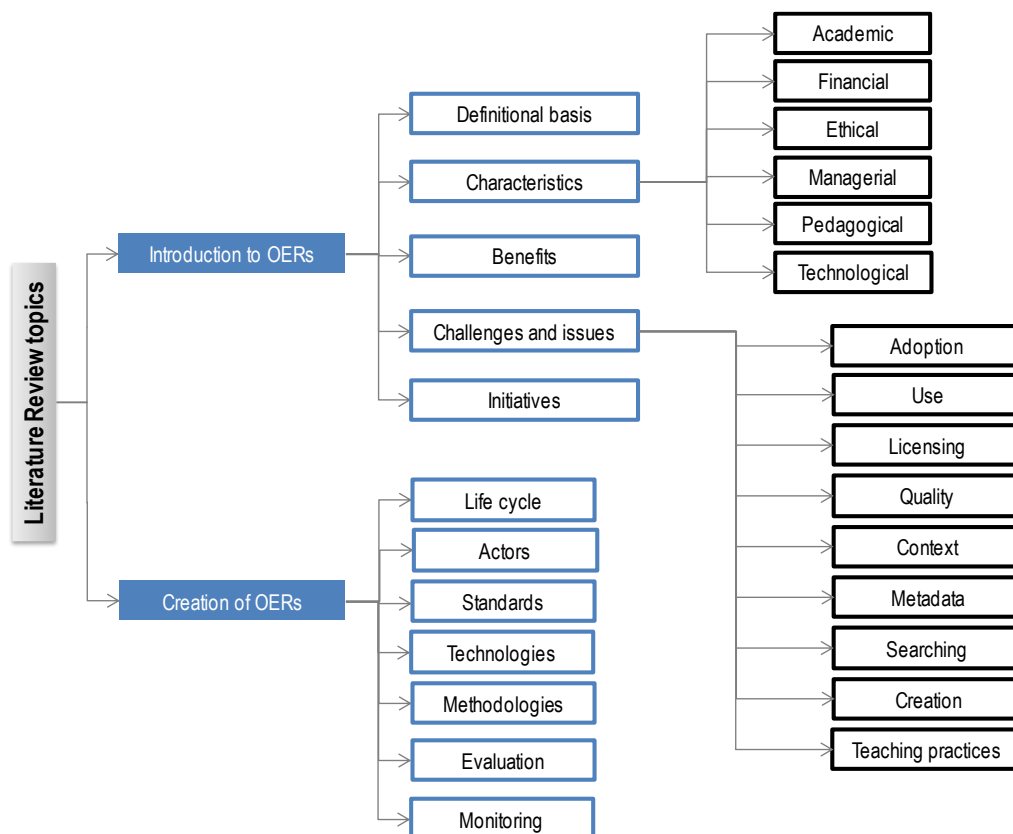 Literature Review topics
Introduction to OERs
Definitional basis
Characteristics
Academic
Financial
Ethical
Managerial
Pedagogical
Technological
Benefits
Challenges and issues
Adoption
Use
Licensing
Quality
Context
Metadata
Searching
Creation
Teaching practices
Initiatives
Creation of OERs
Life cycle
Actors
Standards
Technologies
Methodologies
Evaluation
Monitoring